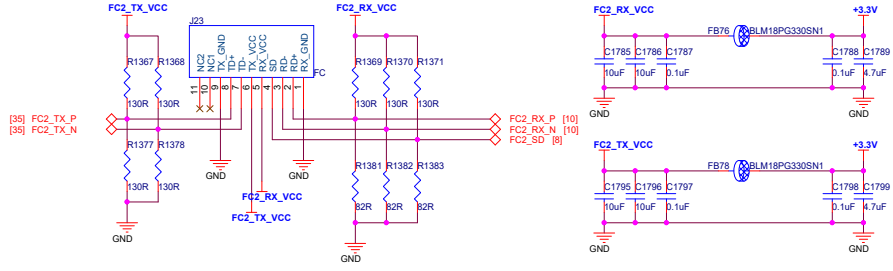 FC2_TX_VCC
J23
FC2_RX_VCC
FC2_RX_VCC
+3.3V
FB76
BLM18PG330SN1
NC2
NC1
TX_GND
TD+
TD-
TX_VCC
RX_VCC
SD
RD-
RD+
RX_GND
FC
11
10
9
8
7
6
5
4
3
2
1
R1367
R1368
130R
130R
R1369
R1370
R1371
130R
130R
130R
C1785
C1786
C1787
10uF
10uF
0.1uF
C1788
C1789
0.1uF
4.7uF
GND
GND
[35] FC2_TX_P
[35] FC2_TX_N
FC2_RX_P [10]
FC2_RX_N [10]
FC2_SD [8]
R1377
R1378
130R
130R
GND
GND
FC2_RX_VCC
FC2_TX_VCC
R1381
R1382
R1383
82R
82R
82R
GND
GND
FC2_TX_VCC
+3.3V
FB78
BLM18PG330SN1
C1795
C1796
C1797
10uF
10uF
0.1uF
C1798
C1799
0.1uF
4.7uF
GND
GND